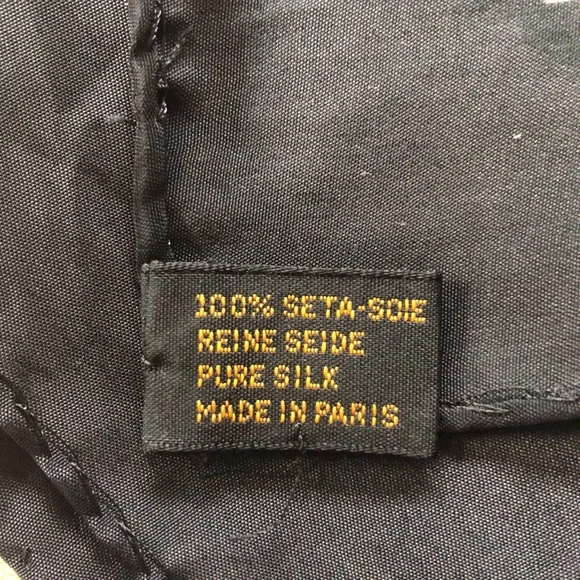 100% SETA-SOIE
REINE SEIDE
PURE SILK
MADE IN PARIS